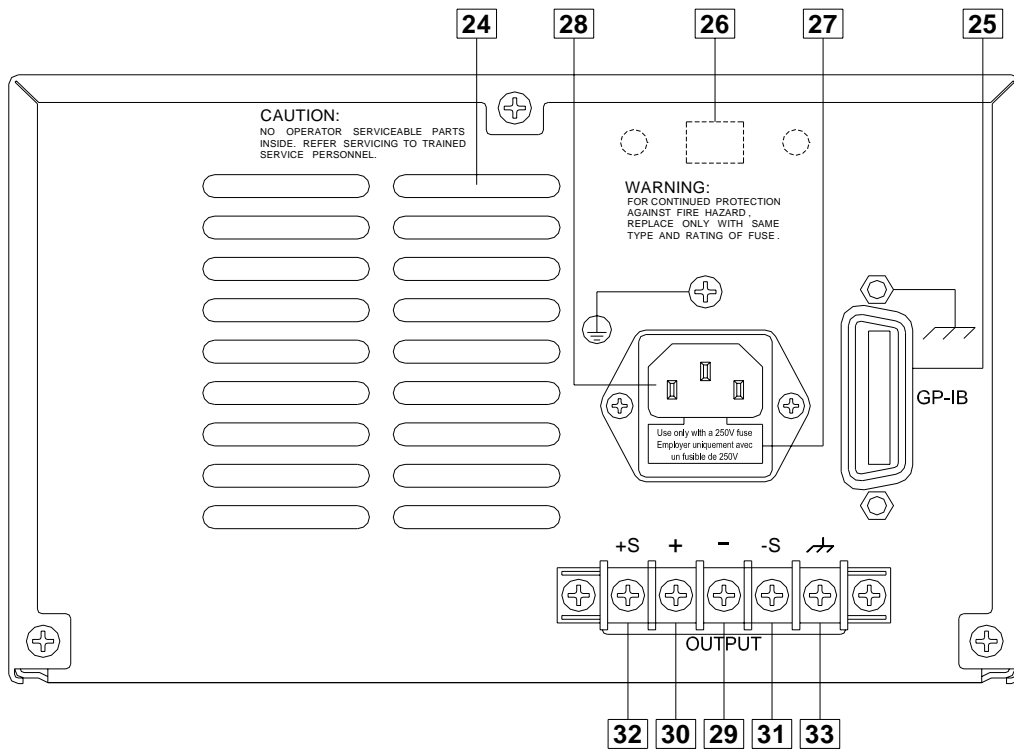 24 28 26 27 25
CAUTION:
NO OPERATOR SERVICEABLE PARTS
INSIDE. REFER SERVICING TO TRAINED
SERVICE PERSONNEL.
WARNING:
FOR CONTINUED PROTECTION
AGAINST FIRE HAZARD,
REPLACE ONLY WITH SAME
TYPE AND RATING OF FUSE.
GP-IB
Use only with a 250V fuse
Employer uniquement avec
un fusible de 250V
+S + - -S
OUTPUT
32 30 29 31 33